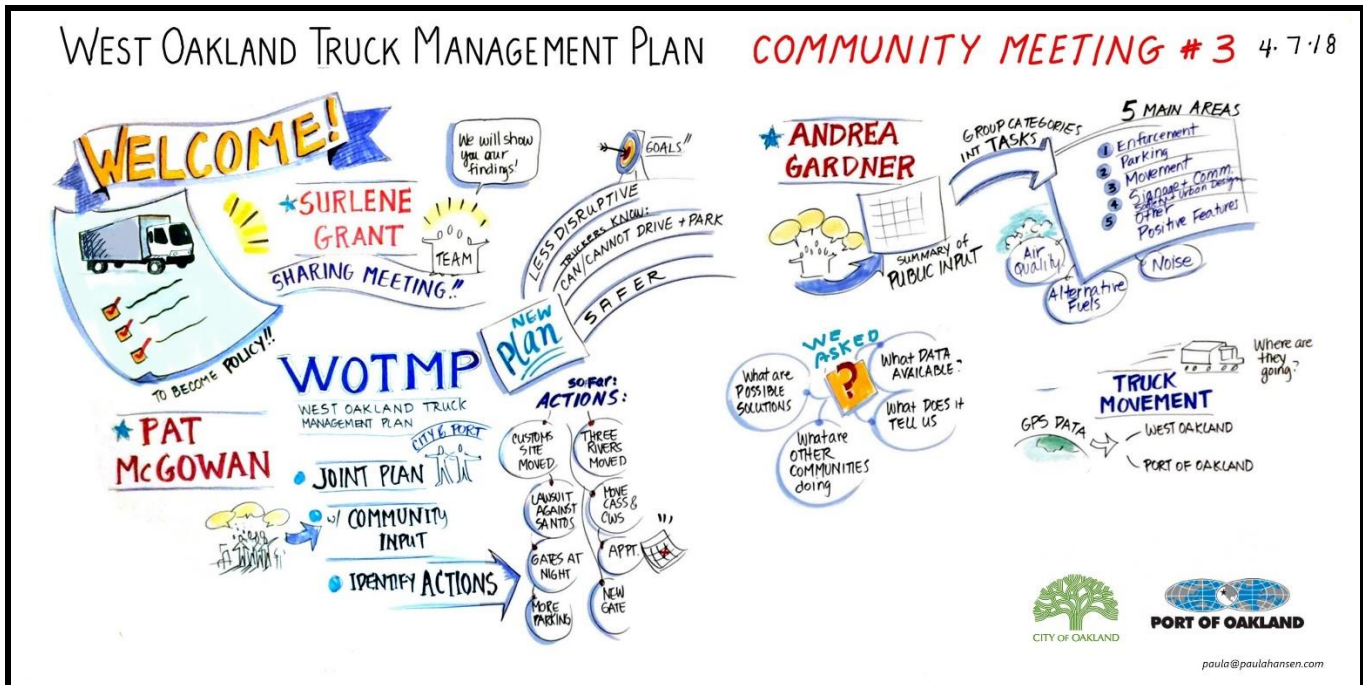 WEST OAKLAND TRUCK MANAGEMENT PLAN COMMUNITY MEETING #3 4.7.18
WELCOME!
TO BECOME POLICY!!
SURLENE
GRANT
SHARING MEETING!!
We will show
you our
findings!
TEAM
GOALS"
LESS DISRUPTIVE
TRUCKERS KNOW:
CAN/CANNOT DRIVE + PARK
SAFER
NEW
Plan
PAT
McGOWAN
WOTMP
WEST OAKLAND TRUCK
MANAGEMENT PLAN
CITY & PORT
JOINT PLAN
w/ COMMUNITY
INPUT
IDENTIFY ACTIONS
so far:
ACTIONS:
CUSTOMS
SITE
MOVED
THREE
RIVERS
MOVED
LAWSUIT
AGAINST
SANTOS
MOVE
CASS &
CWS
GATES AT
NIGHT
APPT.
MORE
PARKING
NEW
GATE
ANDREA
GARDNER
SUMMARY of
PUBLIC INPUT
GROUP CATEGORIES
INT TASKS
5 MAIN AREAS
1 Enforcement
2 Parking
3 Movement
4 Signage + Comm.
Safety + Urban Design
5 Other
Positive Features
Air
Quality
Alternative
Fuels
Noise
WE
ASKED
?
What are
POSSIBLE
SOLUTIONS
What DATA
AVAILABLE?
What DOES it
TELL US
What are
OTHER
COMMUNITIES
doing
Where are
they
going?
TRUCK
MOVEMENT
GPS DATA
WEST OAKLAND
PORT OF OAKLAND
CITY OF OAKLAND
PORT OF OAKLAND
paula@paulahansen.com